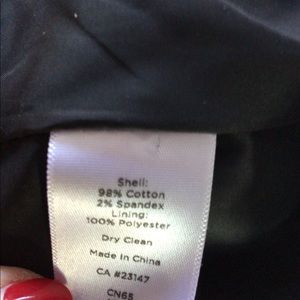 Shell:
98% Cotton
2% Spandex
Lining:
100% Polyester
Dry Clean
Made in China
CA #23147
CN65